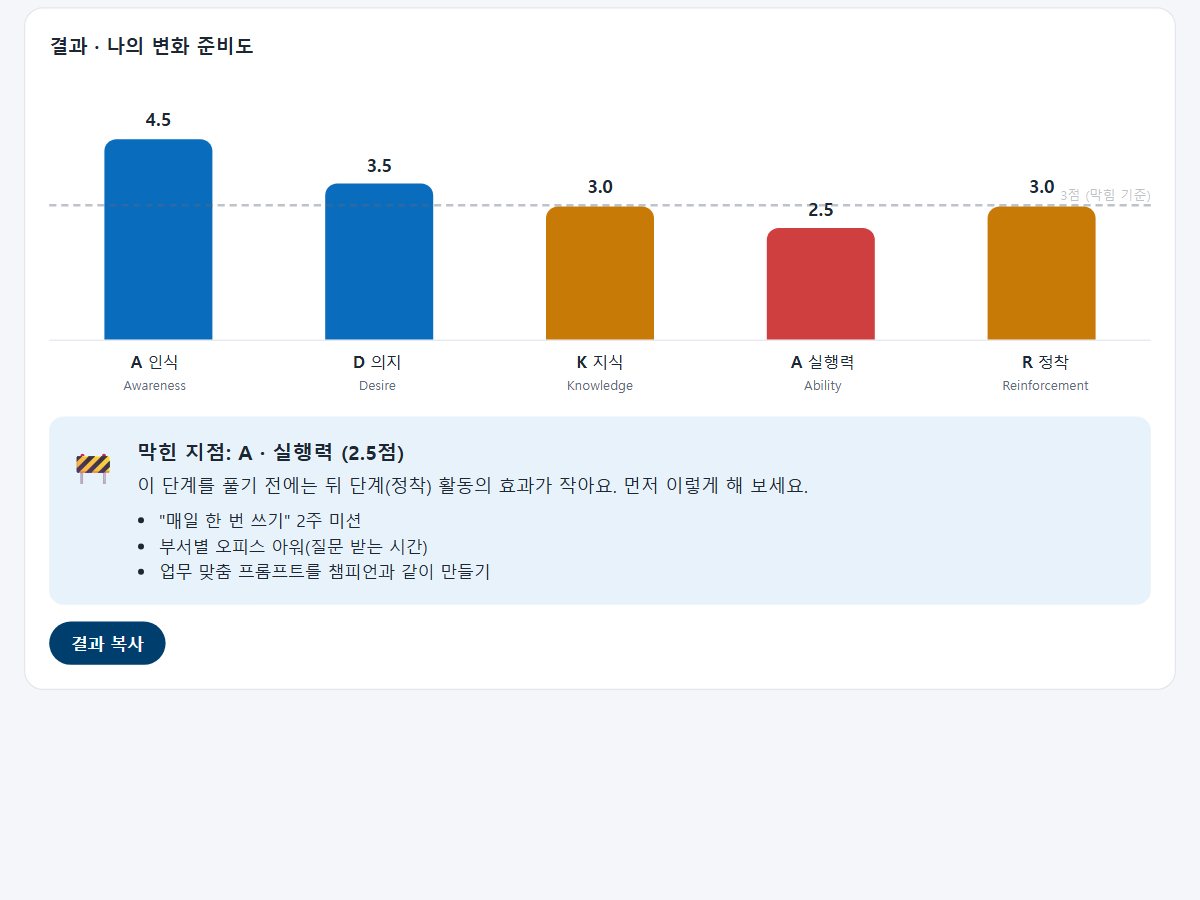 결과 · 나의 변화 준비도
4.5
3.5
3.0
2.5
3.0
3점 (막힘 기준)
A 인식
Awareness
D 의지
Desire
K 지식
Knowledge
A 실행력
Ability
R 정착
Reinforcement
막힌 지점: A · 실행력 (2.5점)
이 단계를 풀기 전에는 뒤 단계(정착) 활동의 효과가 작아요. 먼저 이렇게 해 보세요.
• "매일 한 번 쓰기" 2주 미션
• 부서별 오피스 아워(질문 받는 시간)
• 업무 맞춤 프롬프트를 챔피언과 같이 만들기
결과 복사